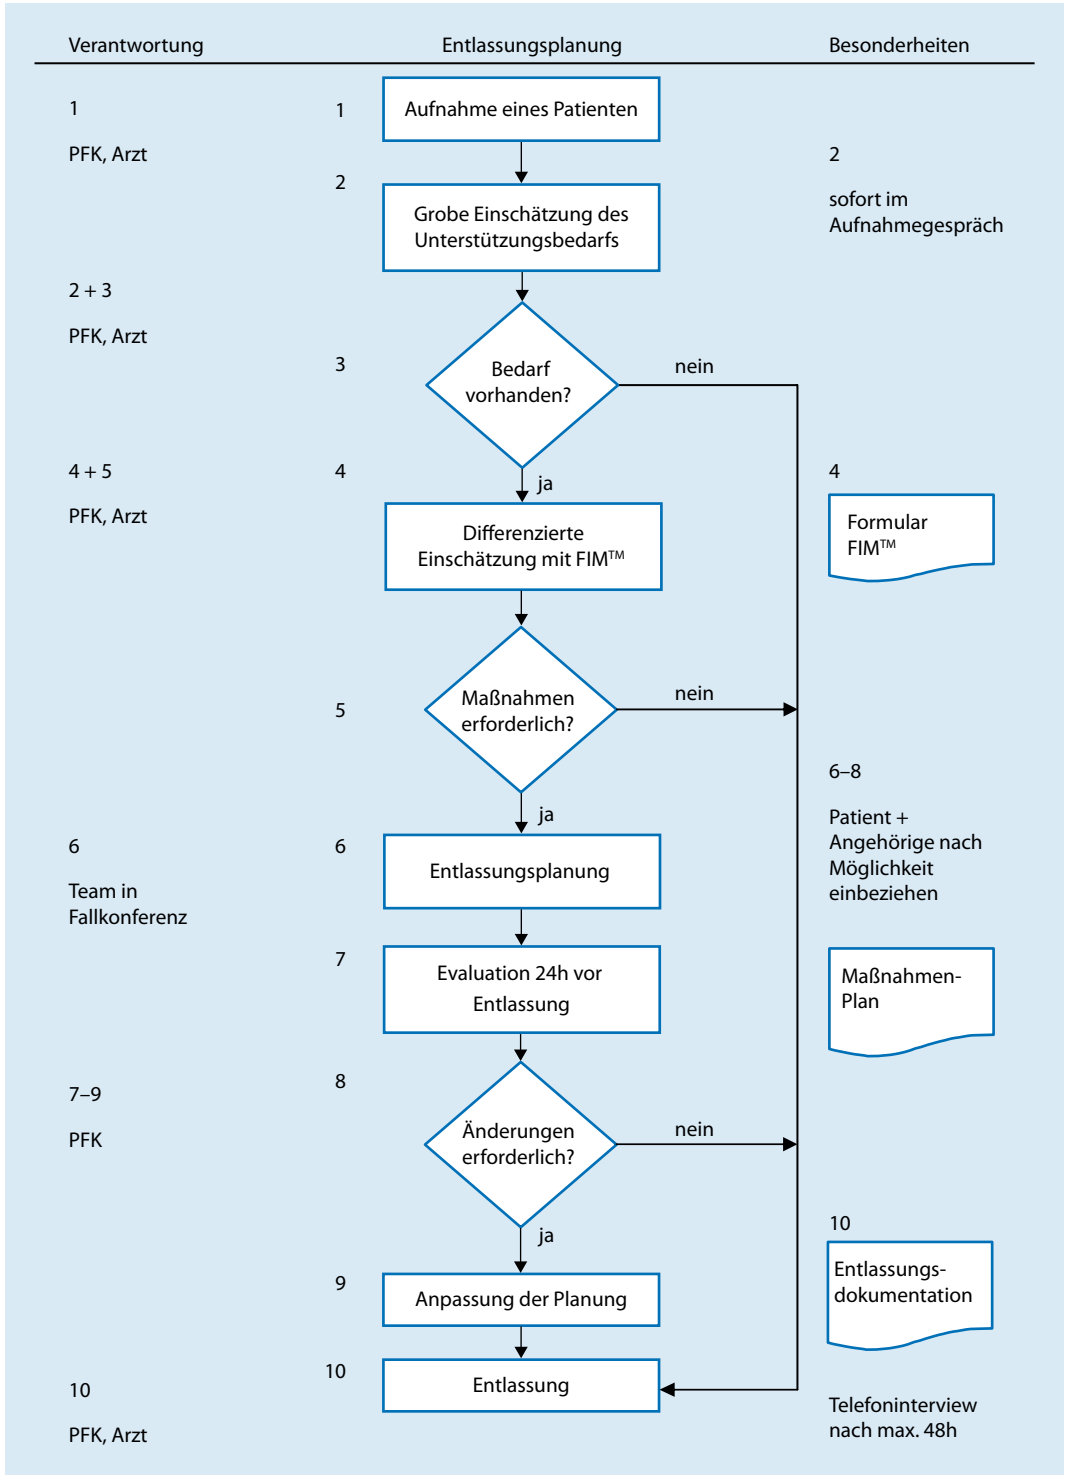 Verantwortung Entlassungsplanung Besonderheiten
1
1
Aufnahme eines Patienten
PFK, Arzt
2
2
Grobe Einschätzung des
Unterstützungsbedarfs
sofort im
Aufnahmegespräch
2 + 3
PFK, Arzt
3
Bedarf
vorhanden?
nein
ja
4 + 5
PFK, Arzt
4
Differenzierte
Einschätzung mit FIM™
4
Formular
FIM™
5
Maßnahmen
erforderlich?
nein
ja
6–8
Patient +
Angehörige nach
Möglichkeit
einbeziehen
6
Team in
Fallkonferenz
6
Entlassungsplanung
7
Evaluation 24h vor
Entlassung
Maßnahmen-
Plan
7–9
PFK
8
Änderungen
erforderlich?
nein
ja
9
Anpassung der Planung
10
Entlassungs-
dokumentation
10
Entlassung
10
PFK, Arzt
Telefoninterview
nach max. 48h